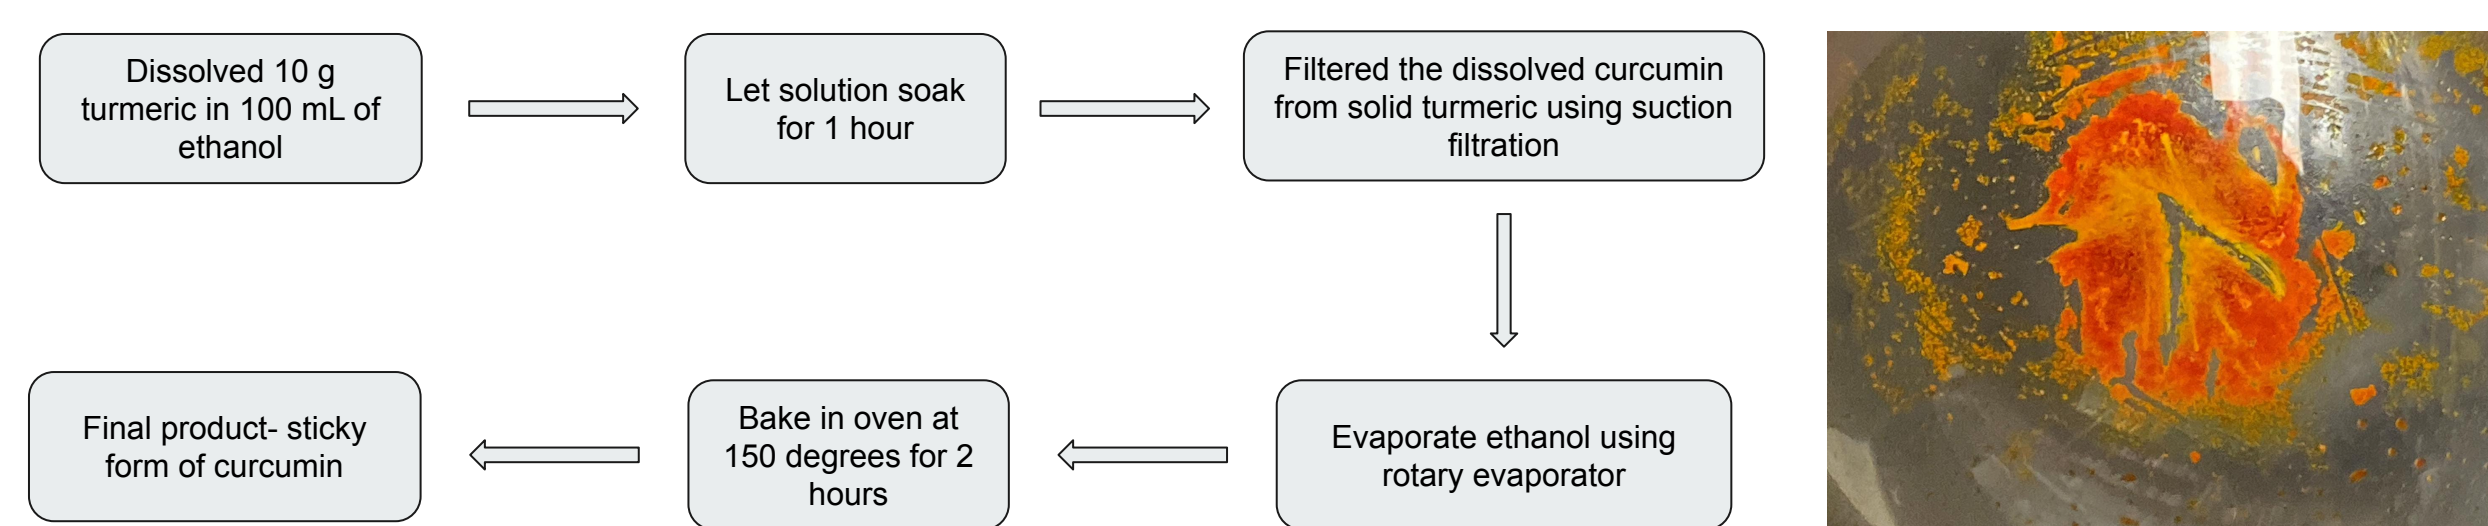 Dissolved 10 g
turmeric in 100 mL of
ethanol
Let solution soak
for 1 hour
Filtered the dissolved curcumin
from solid turmeric using suction
filtration
Evaporate ethanol using
rotary evaporator
Bake in oven at
150 degrees for 2
hours
Final product- sticky
form of curcumin